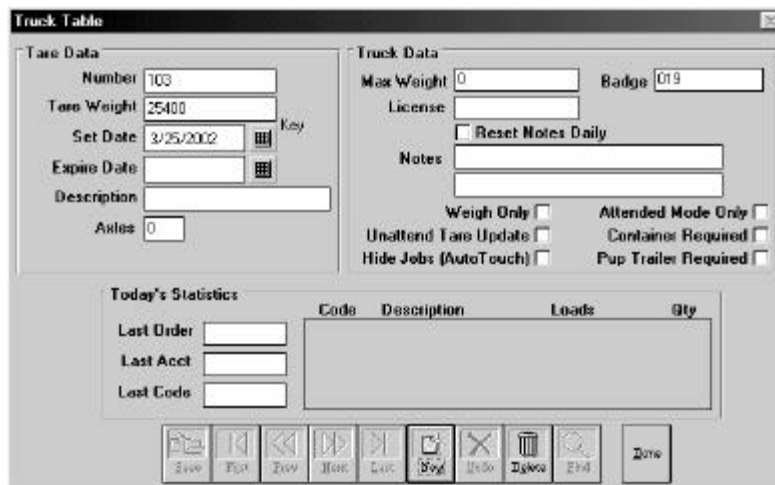 Truck Table
Tare Data
Number 103
Tare Weight 25400
Key
Set Date 3/25/2002
Expire Date
Description
Axles 0
Truck Data
Max Weight 0 Badge 019
License
Reset Notes Daily
Notes
Weigh Only Attended Mode Only
Unattend Tare Update Container Required
Hide Jobs (AutoTouch) Pup Trailer Required
Today's Statistics
Code Description Loads Qty
Last Order
Last Acct
Last Code
Save First Prev Next Last New Undo Delete Find Done